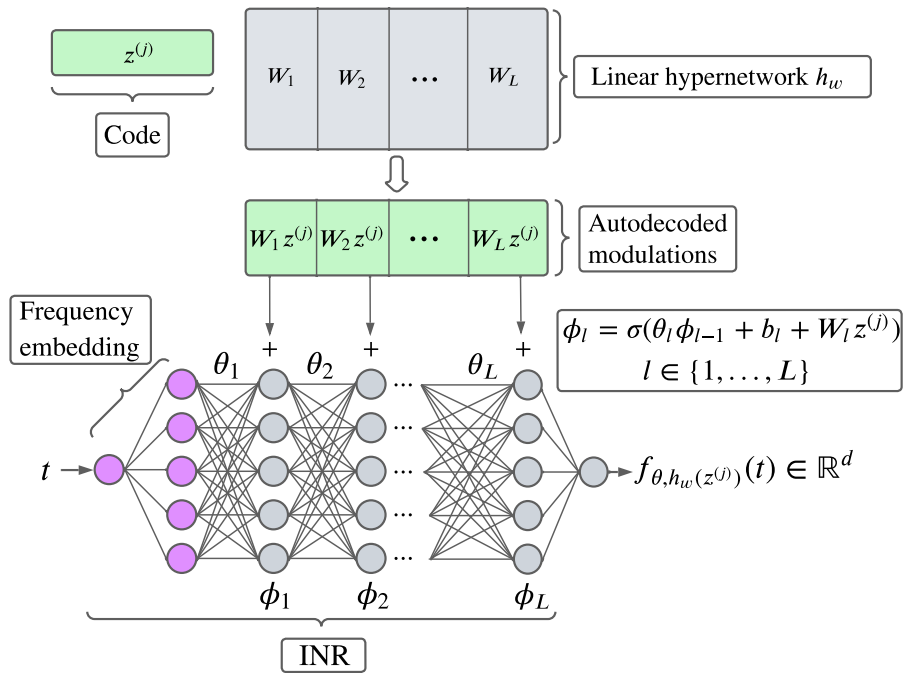 z^{(j)}
Code
W_1 W_2 ••• W_L
Linear hypernetwork h_w
W_1 z^{(j)} W_2 z^{(j)} ••• W_L z^{(j)}
Autodecoded
modulations
Frequency
embedding
+ + +
ϕ_l = σ(θ_l ϕ_{l−1} + b_l + W_l z^{(j)})
l ∈ {1, . . . , L}
θ_1 θ_2 θ_L
...
...
...
...
...
t
f_{θ,h_w(z^{(j)})}(t) ∈ ℝ^d
ϕ_1 ϕ_2 ϕ_L
INR